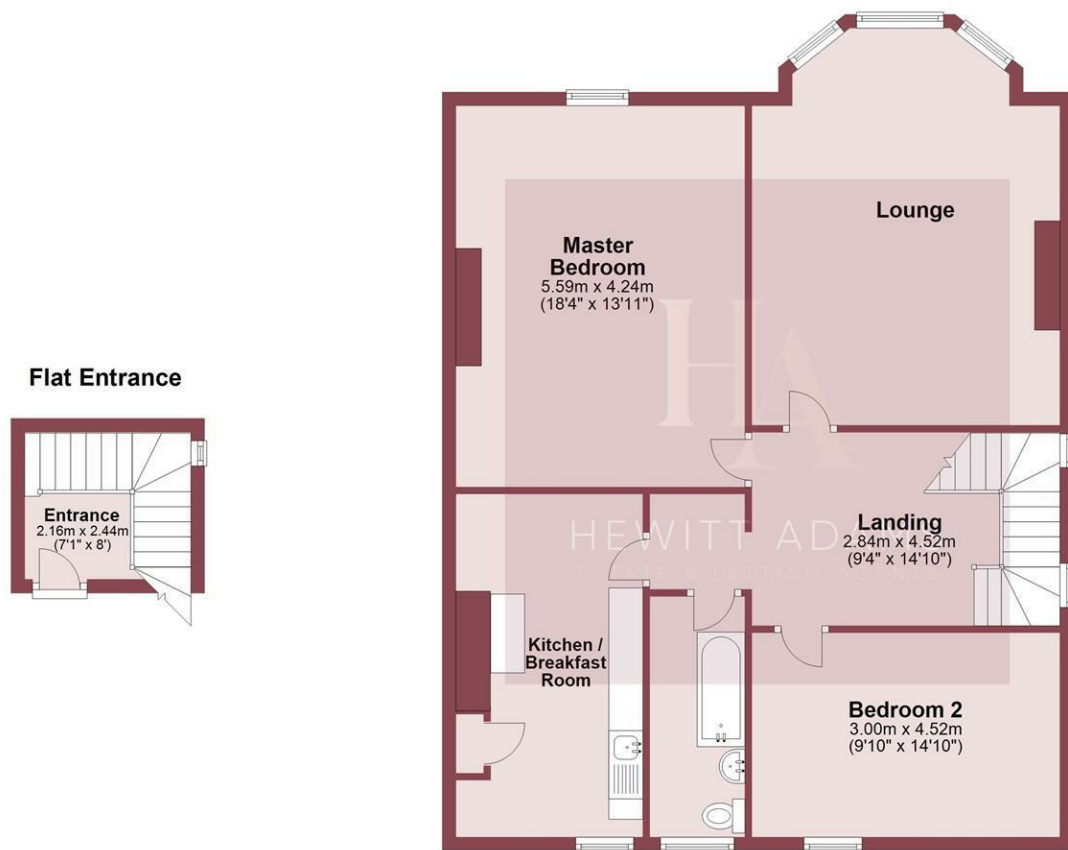 Flat Entrance
Entrance
2.16m x 2.44m
(7'1" x 8')
Master
Bedroom
5.59m x 4.24m
(18'4" x 13'11")
Lounge
HA
HEWITT ADAM
ESTATE & LETTING AGENTS
Landing
2.84m x 4.52m
(9'4" x 14'10")
Kitchen /
Breakfast
Room
Bedroom 2
3.00m x 4.52m
(9'10" x 14'10")